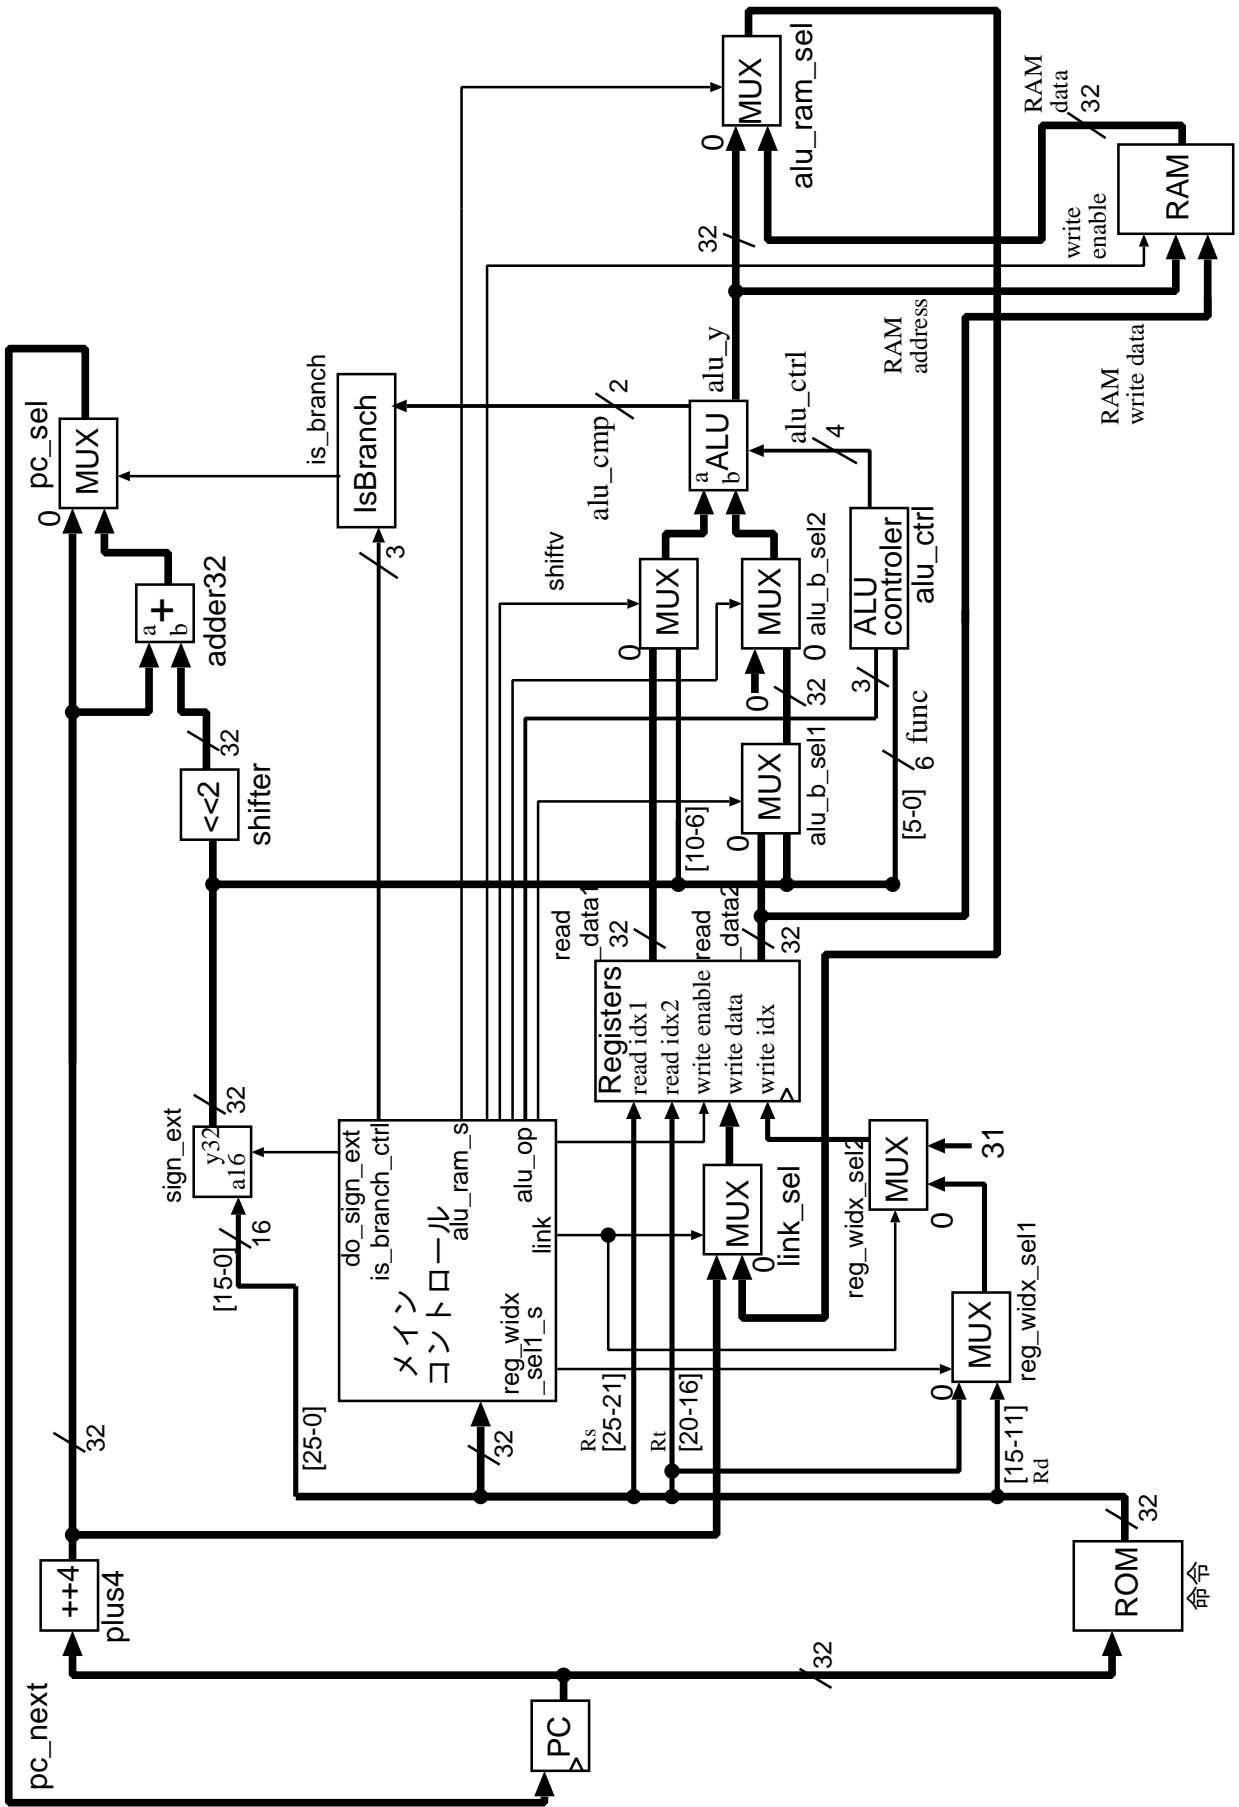 pc_next
++4
plus4
32
PC
32
ROM
命令
32
[25-0]
[15-0]
16
sign_ext
y32
a16
32
メイン
コントロール
do_sign_ext
is_branch_ctrl
alu_ram_s
alu_op
link
reg_widx
_sel1_s
32
Rs
[25-21]
Rt
[20-16]
[15-11]
Rd
0
MUX
reg_widx_sel1
0
MUX
reg_widx_sel2
31
0
MUX
link_sel
Registers
read idx1
read idx2
write enable
write data
write idx
read
_data1
32
read
_data2
32
<<2
shifter
32
a
b
+
adder32
0
MUX
pc_sel
is_branch
IsBranch
3
[10-6]
0
MUX
alu_b_sel1
32
0
0
MUX
alu_b_sel2
0
MUX
shiftv
[5-0]
6
func
3
ALU
controler
alu_ctrl
alu_ctrl
4
a
b
ALU
alu_cmp
2
alu_y
32
0
MUX
alu_ram_sel
RAM
address
RAM
write data
write
enable
RAM
RAM
data
32